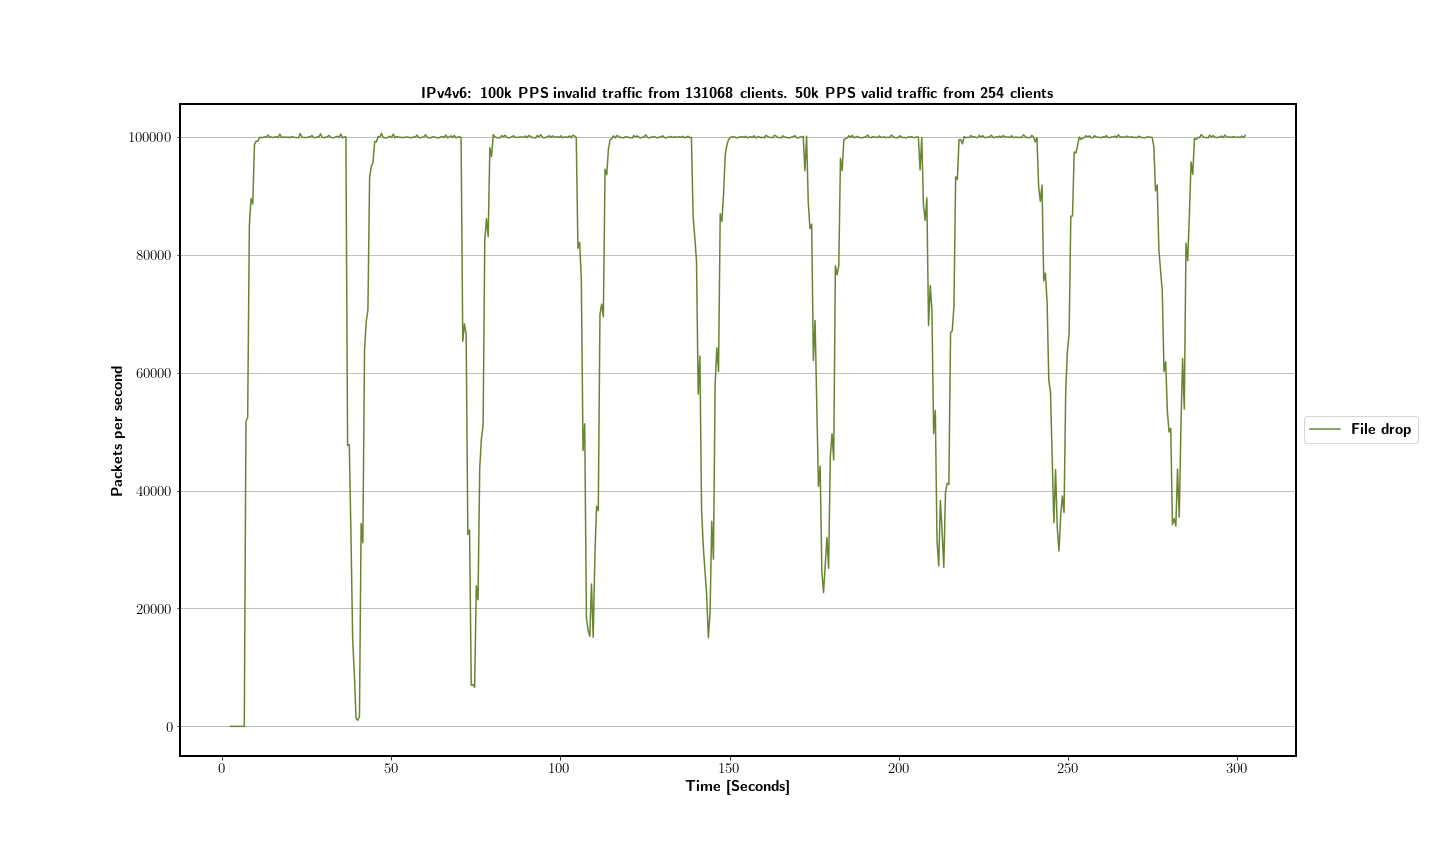 IPv4v6: 100k PPS invalid traffic from 131068 clients. 50k PPS valid traffic from 254 clients
Packets per second
100000
80000
60000
40000
20000
0
0 50 100 150 200 250 300
Time [Seconds]
File drop